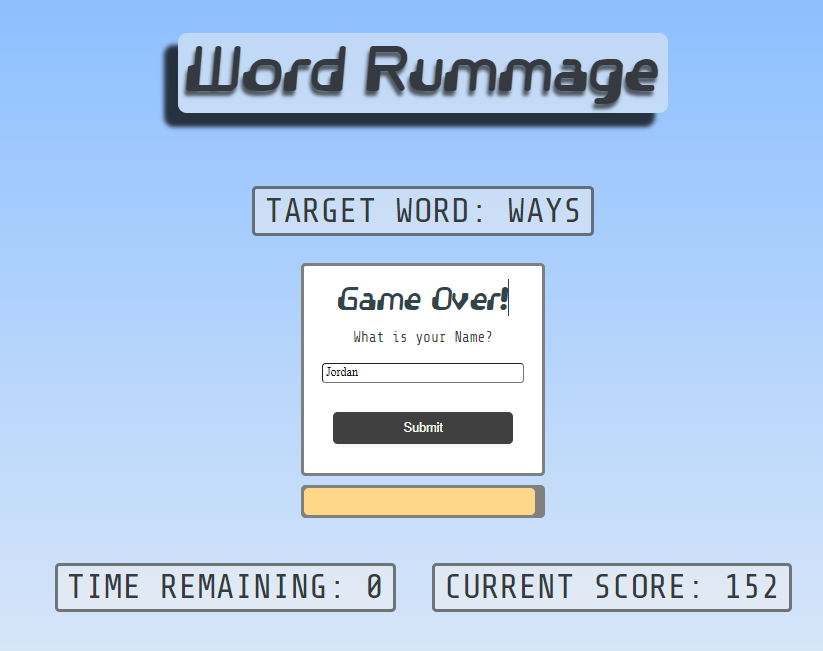 Word Rummage
TARGET WORD: WAYS
Game Over!
What is your Name?
Jordan
Submit
TIME REMAINING: 0
CURRENT SCORE: 152